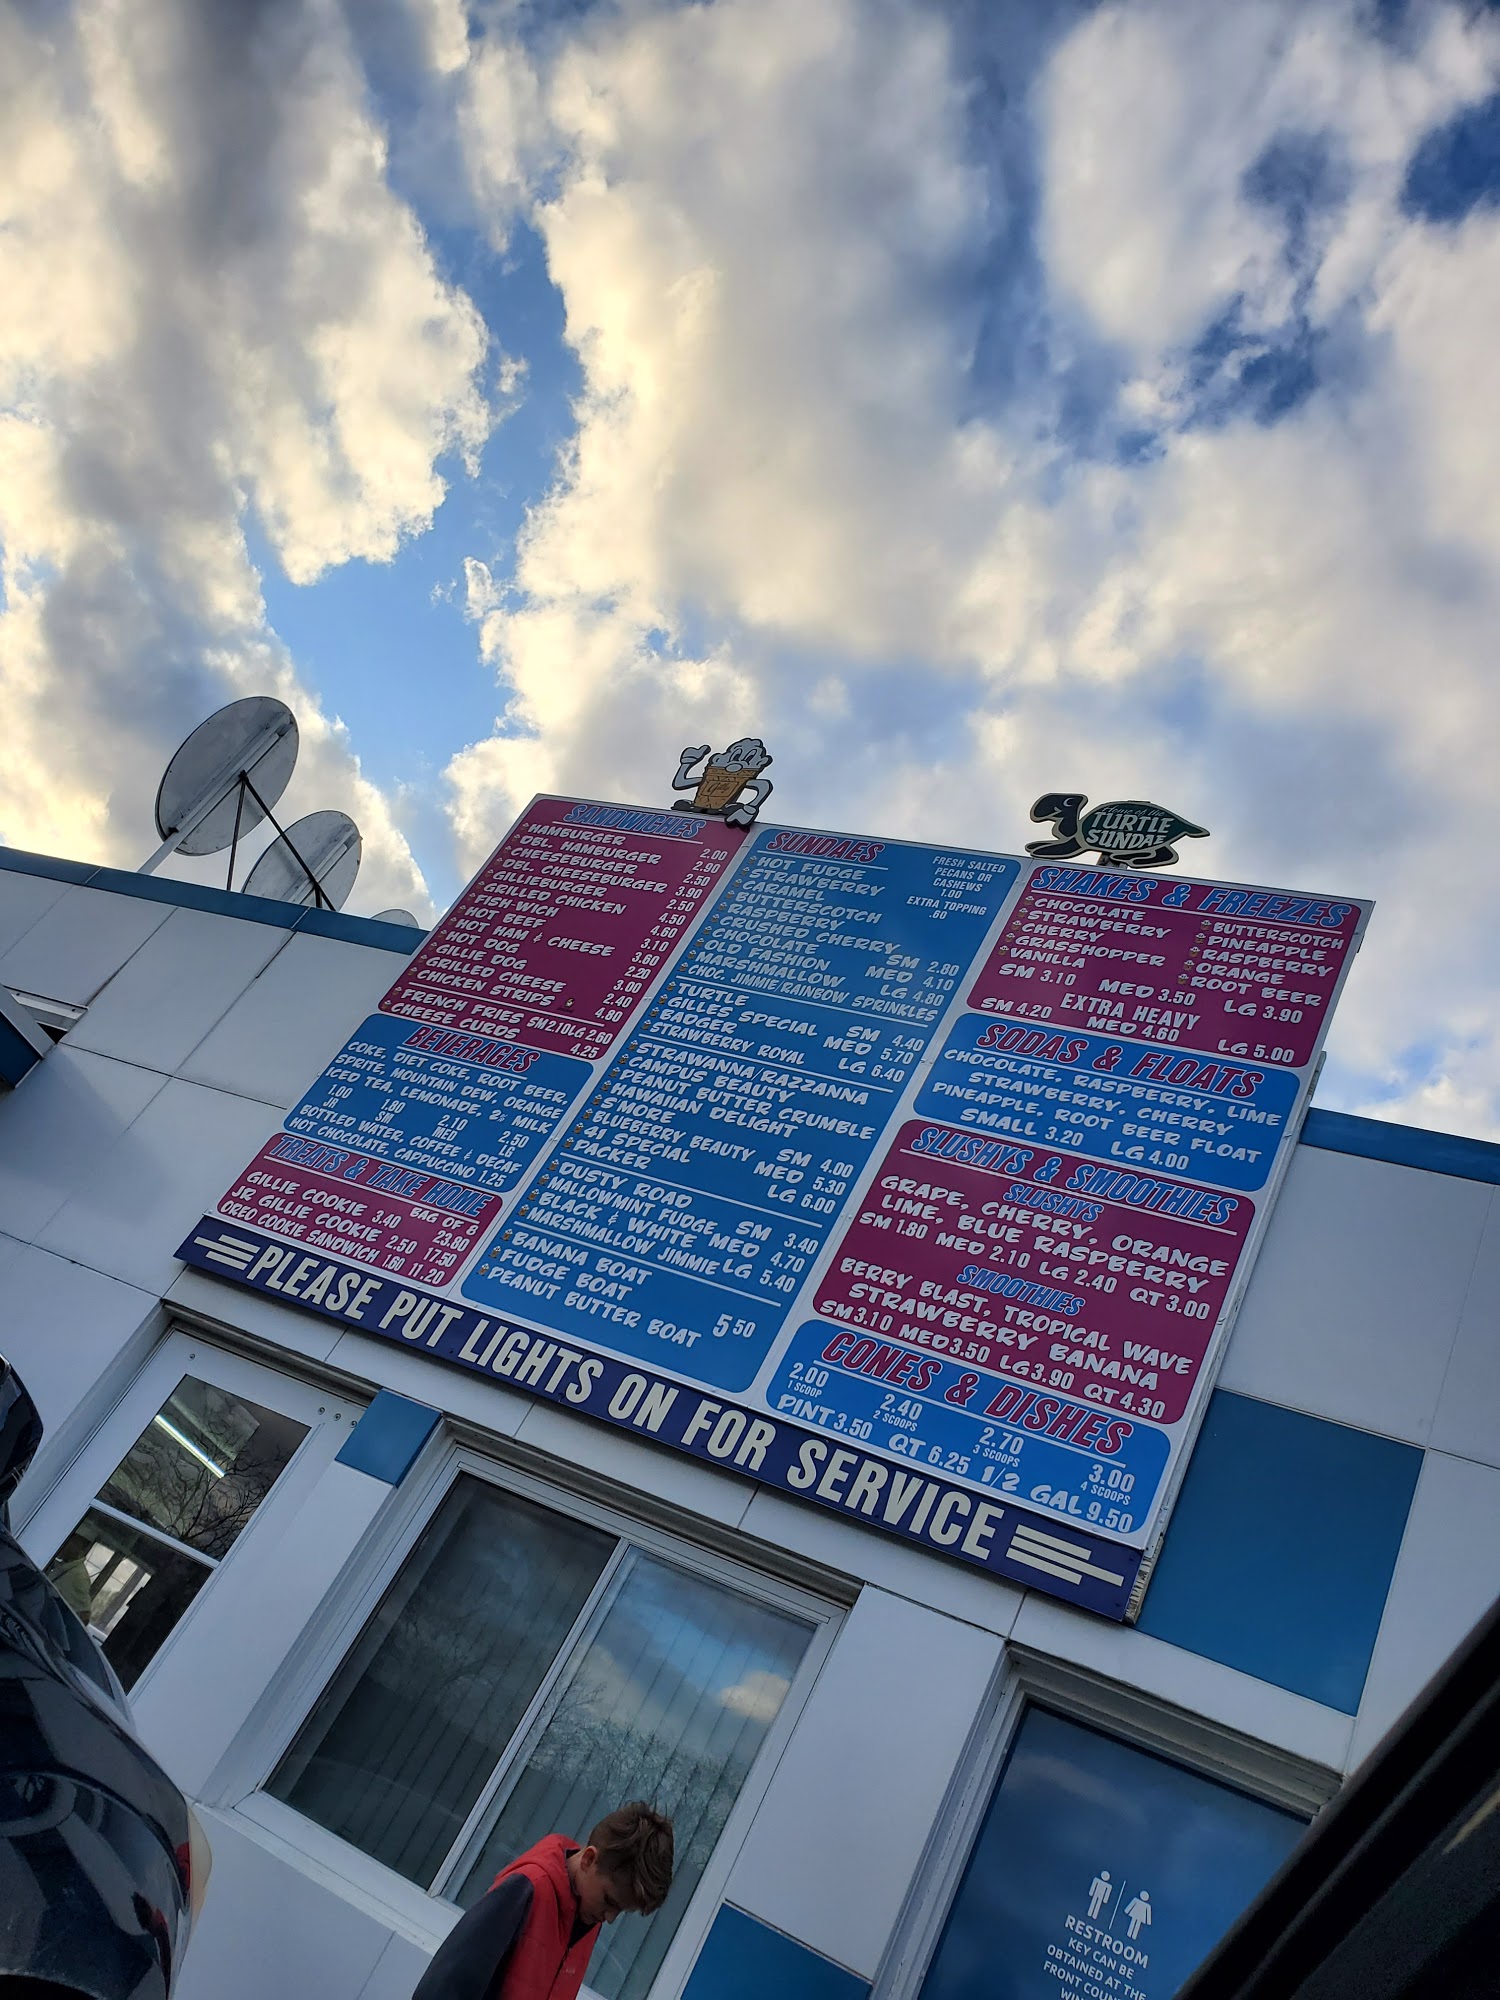 SANDWICHES
HAMBURGER 2.00
DBL. HAMBURGER 2.90
CHEESEBURGER 2.50
DBL. CHEESEBURGER 3.90
GILLIEBURGER 2.50
GRILLED CHICKEN 4.50
FISH-WICH 4.60
HOT BEEF 3.10
HOT HAM & CHEESE 3.60
HOT DOG 2.20
GILLIE DOG 3.00
GRILLED CHEESE 2.40
CHICKEN STRIPS 4.80
FRENCH FRIES SM 2.10 LG 2.60
CHEESE CURDS 4.25
BEVERAGES
COKE, DIET COKE, ROOT BEER,
SPRITE, MOUNTAIN DEW, ORANGE
ICED TEA, LEMONADE, 2% MILK
1.00 1.80 2.10 2.50
JR SM MED LG
BOTTLED WATER, COFFEE & DECAF
HOT CHOCOLATE, CAPPUCCINO 1.25
TREATS & TAKE HOME
BAG OF 8
GILLIE COOKIE 3.40 23.80
JR GILLIE COOKIE 2.50 17.50
OREO COOKIE SANDWICH 1.60 11.20
SUNDAES
HOT FUDGE
STRAWBERRY
CARAMEL
BUTTERSCOTCH
RASPBERRY
CRUSHED CHERRY
CHOCOLATE
OLD FASHION
MARSHMALLOW
CHOC. JIMMIE/RAINBOW SPRINKLES
FRESH SALTED
PECANS OR
CASHEWS
1.00
EXTRA TOPPING
.60
SM 2.80
MED 4.10
LG 4.80
TURTLE
GILLES SPECIAL
BADGER
STRAWBERRY ROYAL
SM 4.40
MED 5.70
LG 6.40
STRAWANNA/RAZZANNA
CAMPUS BEAUTY
PEANUT BUTTER CRUMBLE
HAWAIIAN DELIGHT
S'MORE
BLUEBERRY BEAUTY
41 SPECIAL
PACKER
SM 4.00
MED 5.30
LG 6.00
DUSTY ROAD
MALLOWMINT FUDGE
BLACK & WHITE
MARSHMALLOW JIMMIE
SM 3.40
MED 4.70
LG 5.40
BANANA BOAT
FUDGE BOAT
PEANUT BUTTER BOAT
5.50
Home of the
TURTLE
SUNDAE
SHAKES & FREEZES
CHOCOLATE
STRAWBERRY
CHERRY
GRASSHOPPER
VANILLA
BUTTERSCOTCH
PINEAPPLE
RASPBERRY
ORANGE
ROOT BEER
SM 3.10 MED 3.50 LG 3.90
EXTRA HEAVY
SM 4.20 MED 4.60 LG 5.00
SODAS & FLOATS
CHOCOLATE, RASPBERRY, LIME
STRAWBERRY, CHERRY
PINEAPPLE, ROOT BEER FLOAT
SMALL 3.20 LG 4.00
SLUSHYS & SMOOTHIES
SLUSHYS
GRAPE, CHERRY, ORANGE
LIME, BLUE RASPBERRY
SM 1.80 MED 2.10 LG 2.40 QT 3.00
SMOOTHIES
BERRY BLAST, TROPICAL WAVE
STRAWBERRY BANANA
SM 3.10 MED 3.50 LG 3.90 QT 4.30
CONES & DISHES
2.00 2.40 2.70 3.00
1 SCOOP 2 SCOOPS 3 SCOOPS 4 SCOOPS
PINT 3.50 QT 6.25 1/2 GAL 9.50
PLEASE PUT LIGHTS ON FOR SERVICE
RESTROOM
KEY CAN BE
OBTAINED AT THE
FRONT